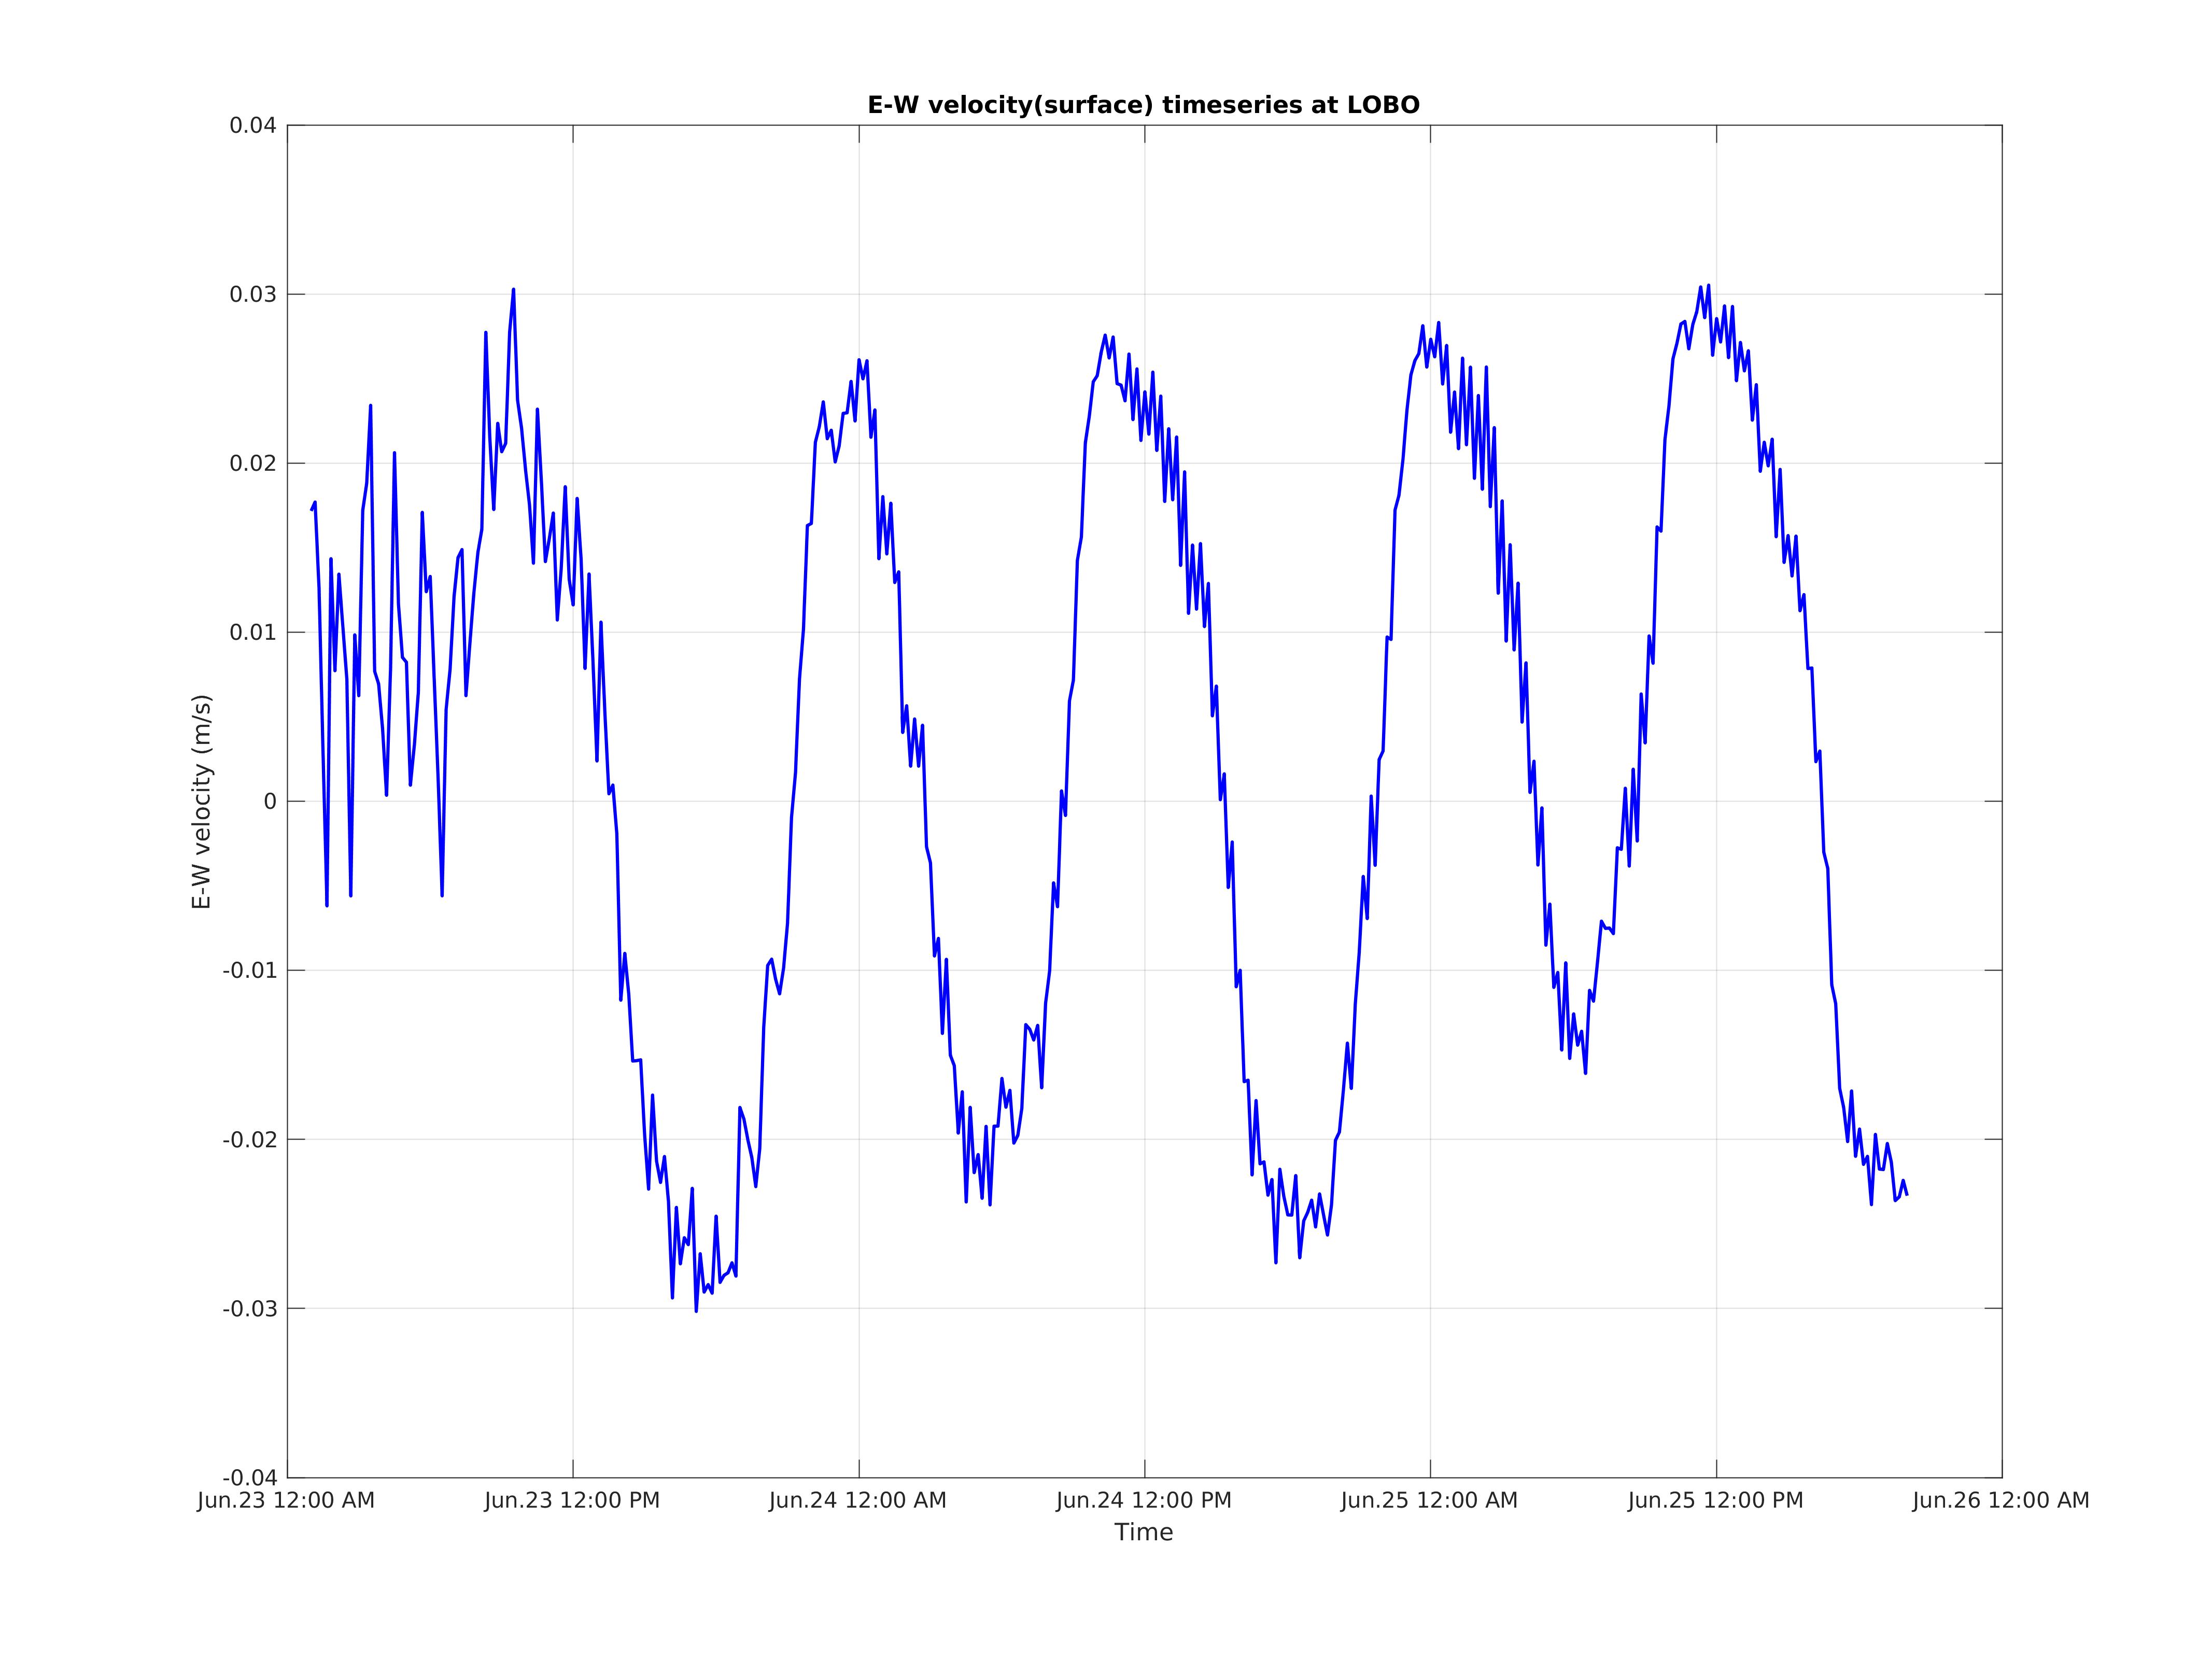 E-W velocity(surface) timeseries at LOBO
0.04
0.03
0.02
0.01
0
-0.01
-0.02
-0.03
-0.04
E-W velocity (m/s)
Jun.23 12:00 AM
Jun.23 12:00 PM
Jun.24 12:00 AM
Jun.24 12:00 PM
Jun.25 12:00 AM
Jun.25 12:00 PM
Jun.26 12:00 AM
Time